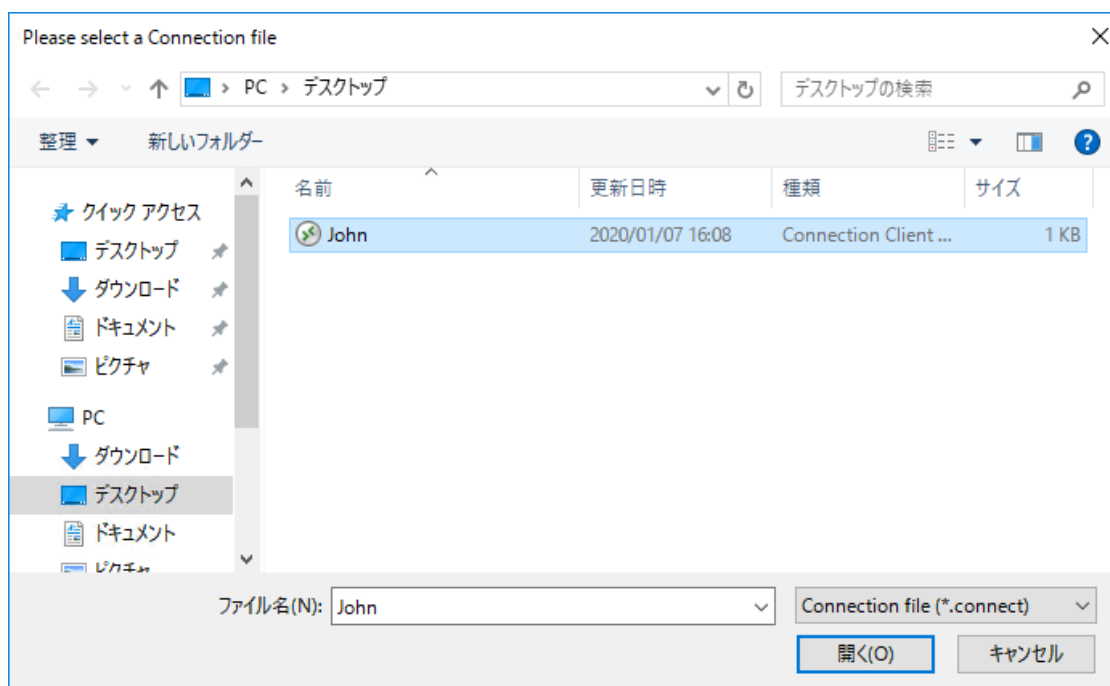 Please select a Connection file
PC › デスクトップ
デスクトップの検索
整理
新しいフォルダー
名前 更新日時 種類 サイズ
John 2020/01/07 16:08 Connection Client ... 1 KB
クイック アクセス
デスクトップ
ダウンロード
ドキュメント
ピクチャ
PC
ダウンロード
デスクトップ
ドキュメント
ピクチャ
ファイル名(N): John
Connection file (*.connect)
開く(O)
キャンセル